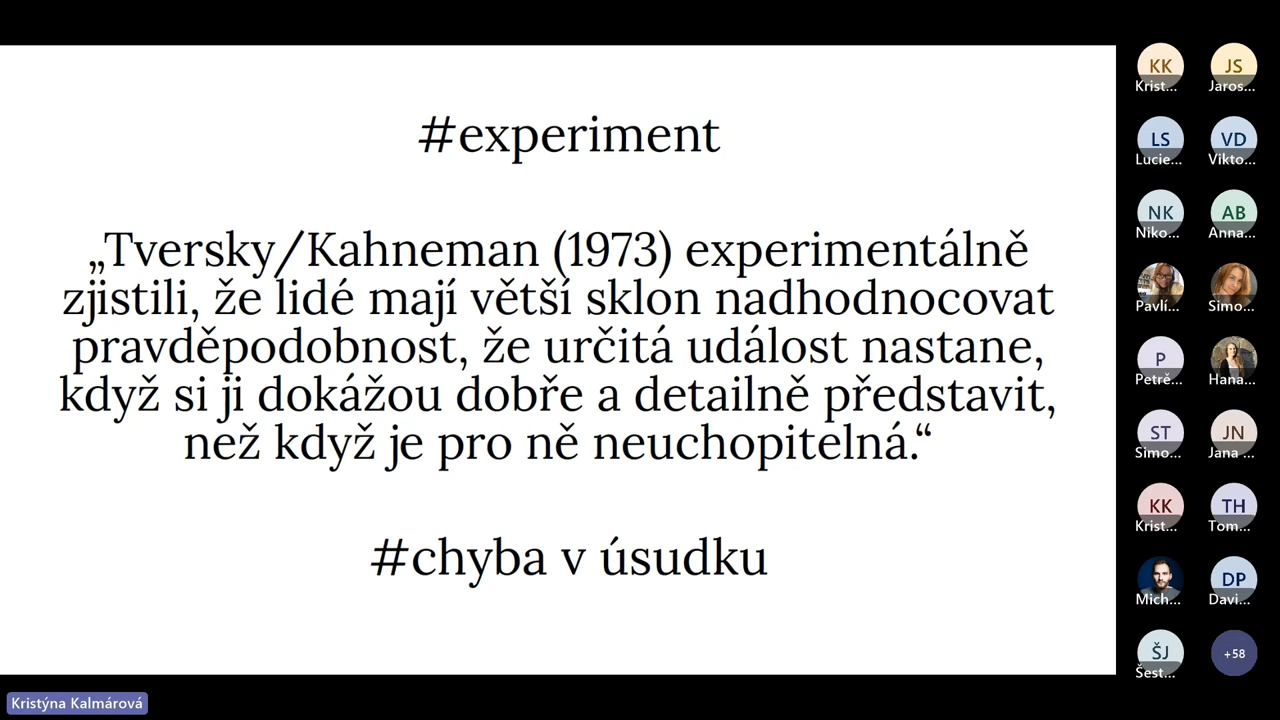 #experiment
„Tversky/Kahneman (1973) experimentálně
zjistili, že lidé mají větší sklon nadhodnocovat
pravděpodobnost, že určitá událost nastane,
když si ji dokážou dobře a detailně představit,
než když je pro ně neuchopitelná.“
#chyba v úsudku
KK
Krist...
JS
Jaros...
LS
Lucie...
VD
Vikto...
NK
Niko...
AB
Anna...
Pavlí...
Simo...
P
Petrě...
Hana...
ST
Simo...
JN
Jana ...
KK
Krist...
TH
Tom...
Mich...
DP
Davi...
ŠJ
Šest...
+58
Kristýna Kalmárová